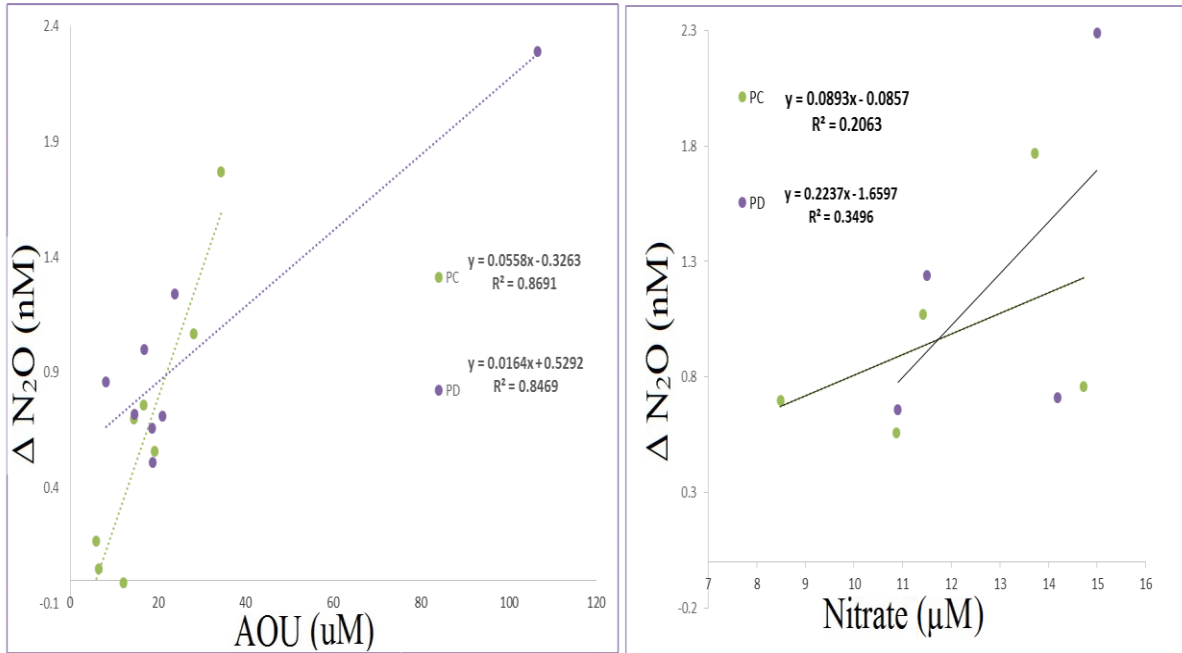 2.4
1.9
1.4
0.9
0.4
-0.1
Δ N₂O (nM)
0 20 40 60 80 100 120
AOU (uM)
PC
y = 0.0558x - 0.3263
R² = 0.8691
PD
y = 0.0164x + 0.5292
R² = 0.8469
2.3
1.8
1.3
0.8
0.3
-0.2
Δ N₂O (nM)
7 8 9 10 11 12 13 14 15 16
Nitrate (µM)
PC y = 0.0893x - 0.0857
R² = 0.2063
PD y = 0.2237x - 1.6597
R² = 0.3496